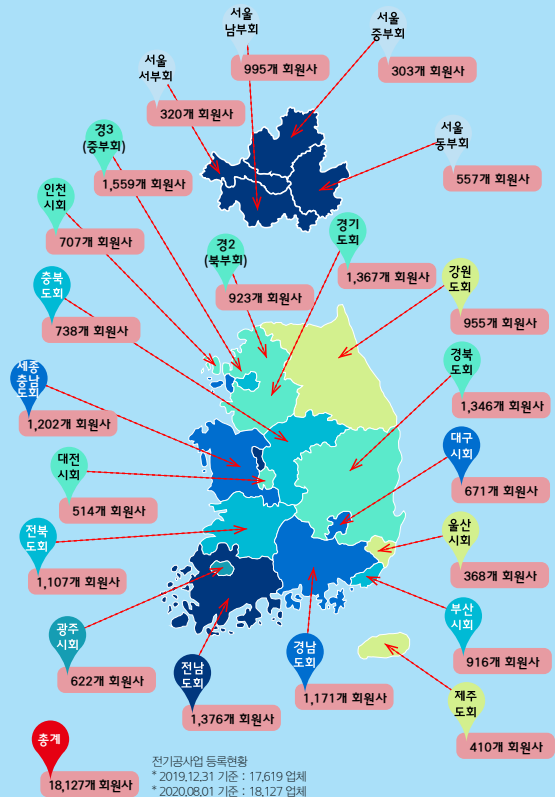 서울
남부회
995개 회원사
서울
중부회
303개 회원사
서울
서부회
320개 회원사
서울
동부회
557개 회원사
경3
(중부회)
1,559개 회원사
인천
시회
707개 회원사
경2
(북부회)
923개 회원사
경기
도회
1,367개 회원사
강원
도회
955개 회원사
충북
도회
738개 회원사
경북
도회
1,346개 회원사
세종
충남
도회
1,202개 회원사
대구
시회
671개 회원사
대전
시회
514개 회원사
울산
시회
368개 회원사
전북
도회
1,107개 회원사
부산
시회
916개 회원사
광주
시회
622개 회원사
전남
도회
1,376개 회원사
경남
도회
1,171개 회원사
제주
도회
410개 회원사
총계
18,127개 회원사
전기공사업 등록현황
* 2019.12.31 기준 : 17,619 업체
* 2020.08.01 기준 : 18,127 업체